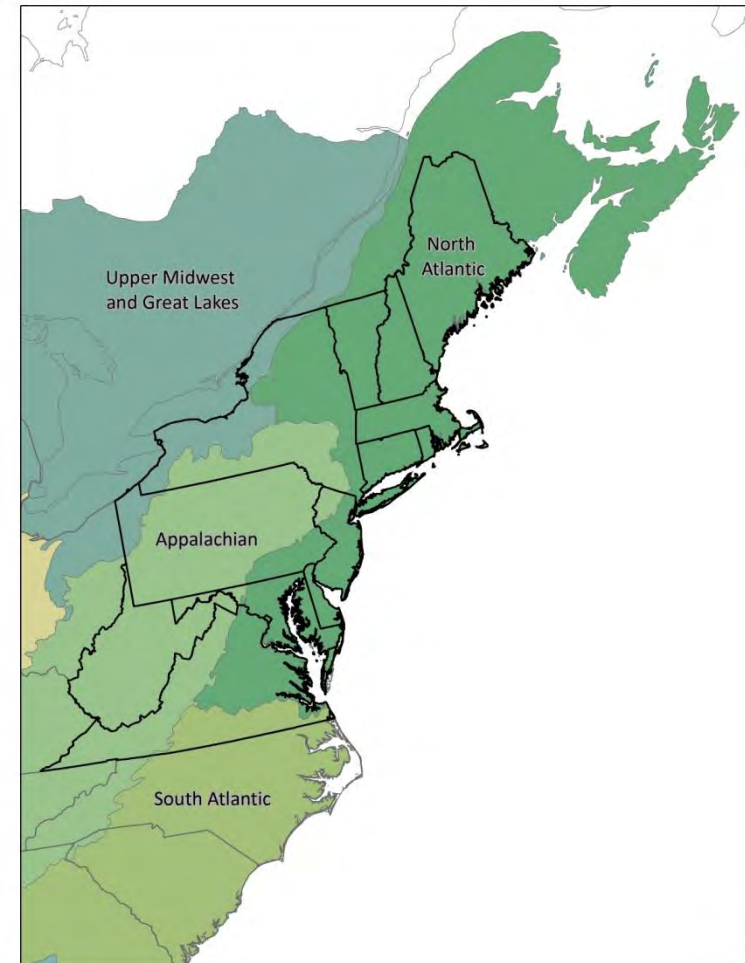 North
Atlantic
Upper Midwest
and Great Lakes
Appalachian
South Atlantic